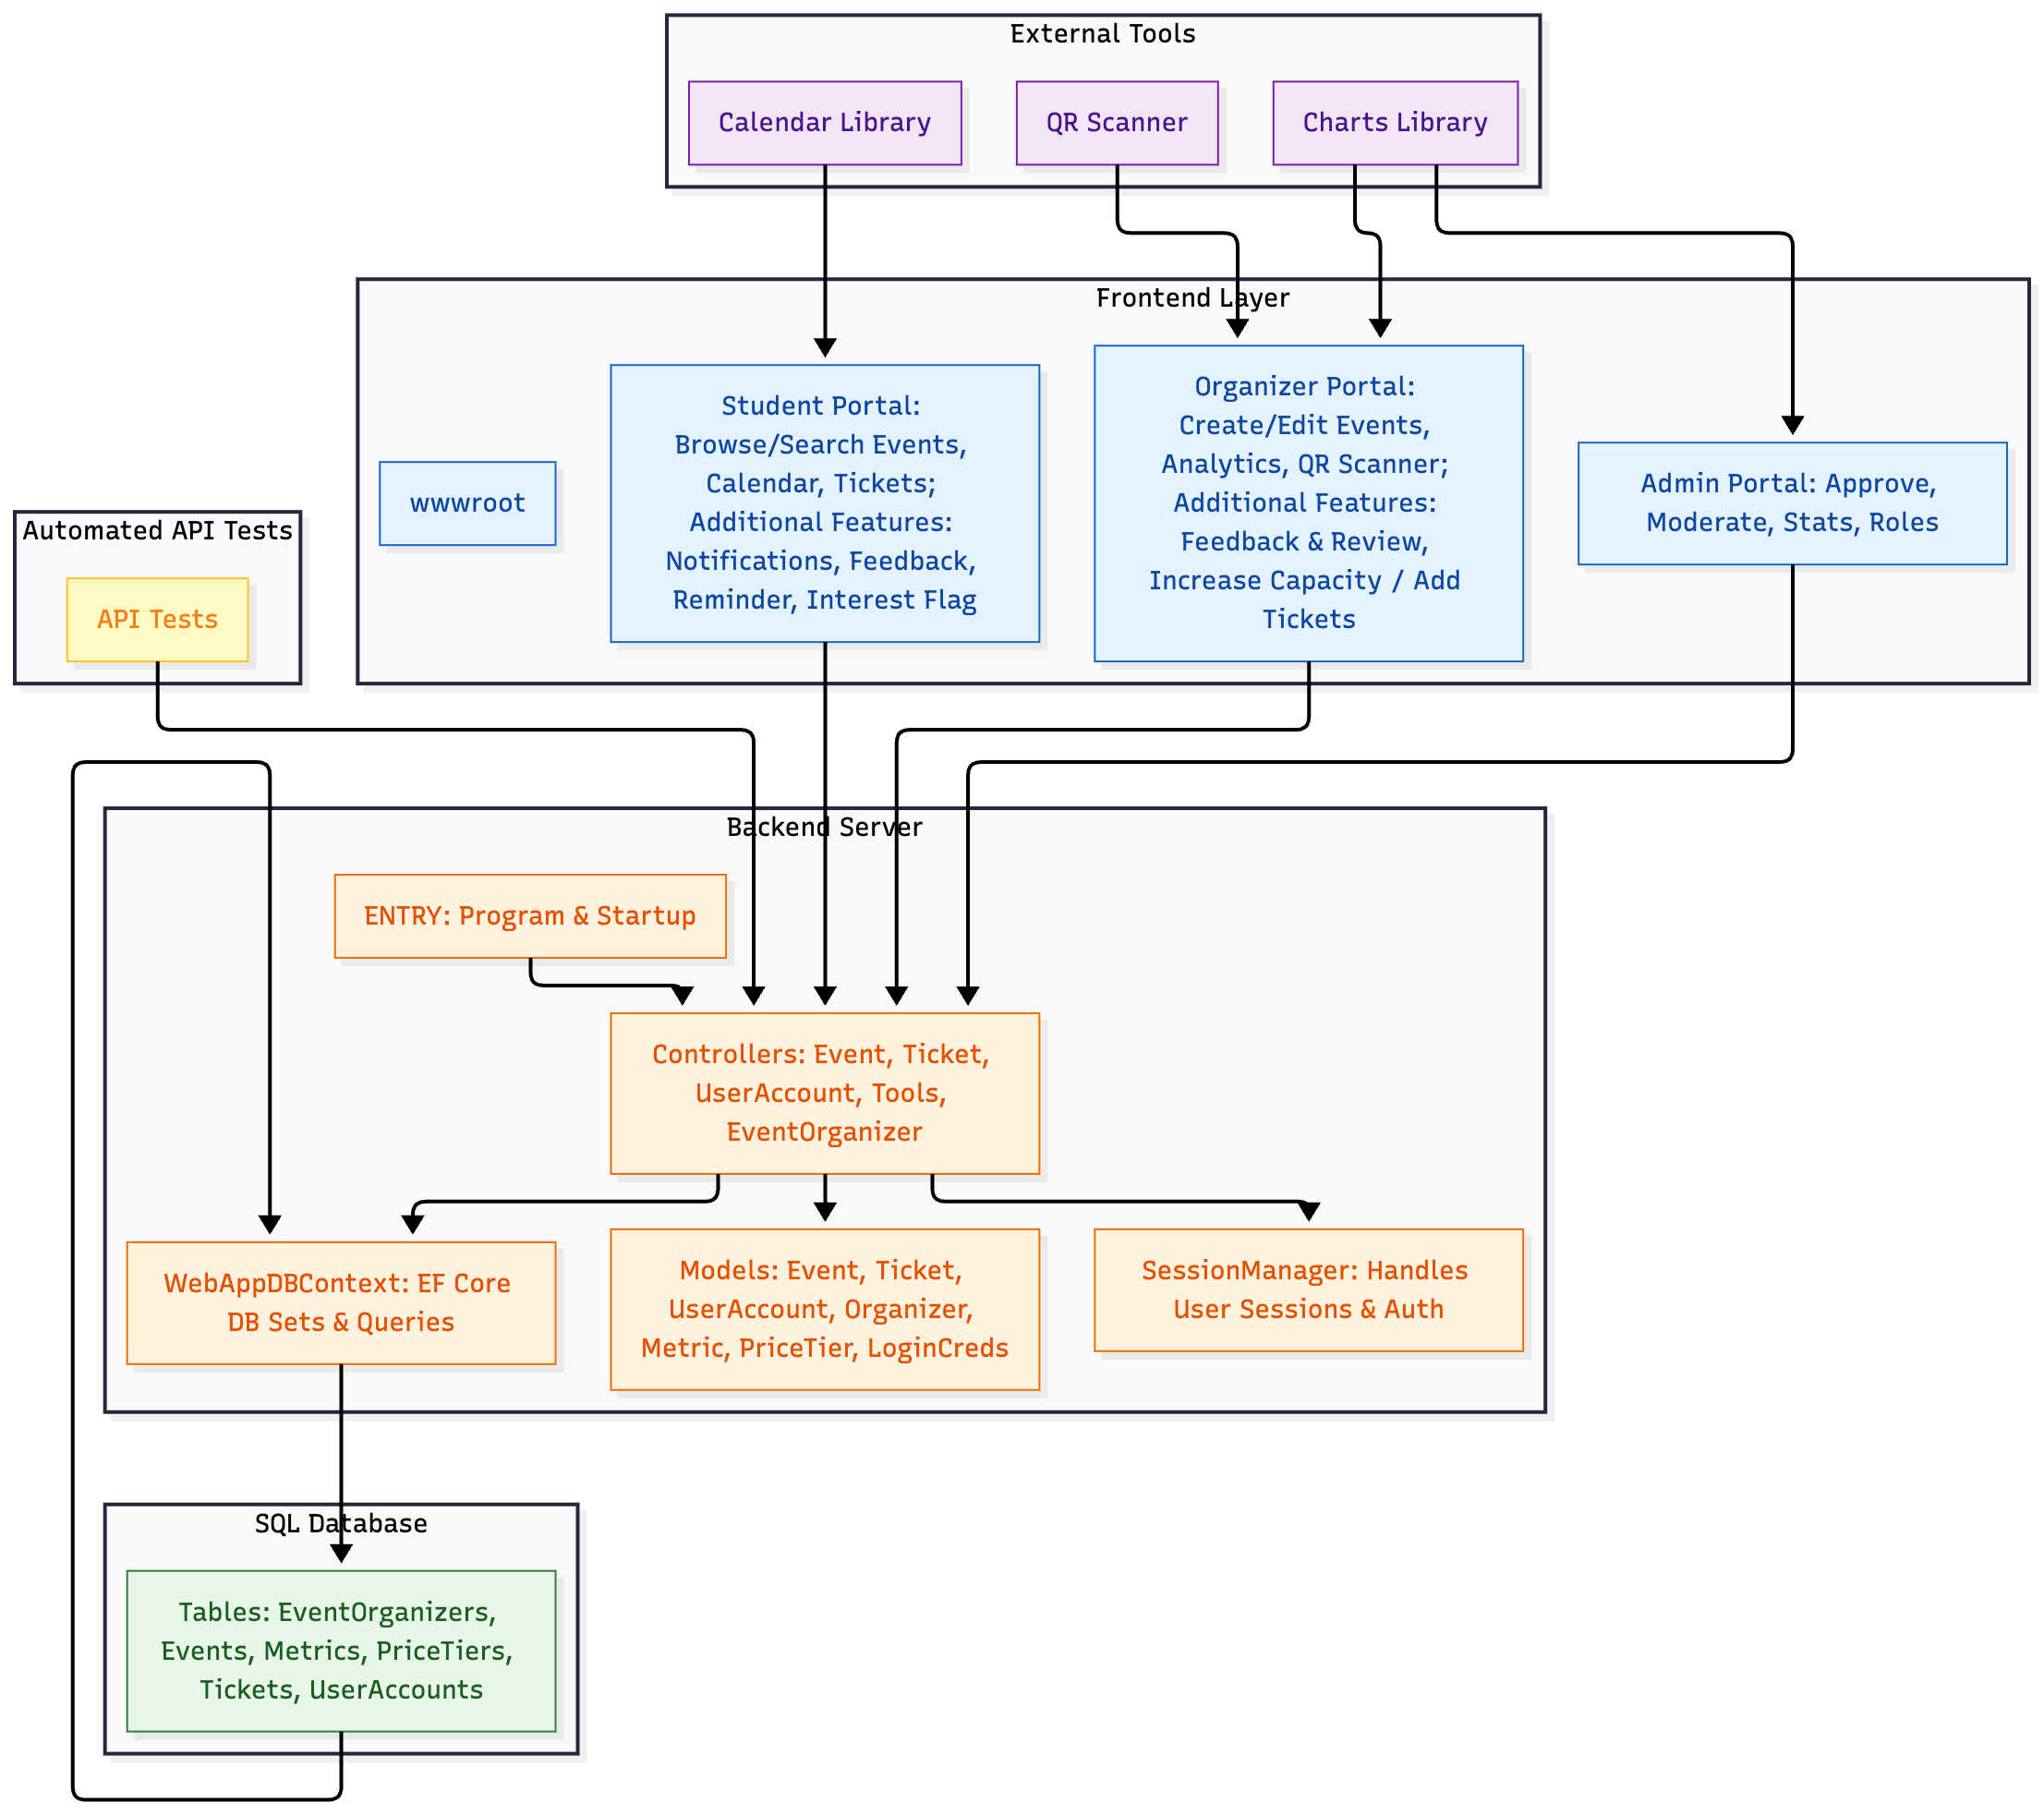 External Tools
Calendar Library
QR Scanner
Charts Library
Frontend Layer
wwwroot
Student Portal:
Browse/Search Events,
Calendar, Tickets;
Additional Features:
Notifications, Feedback,
Reminder, Interest Flag
Organizer Portal:
Create/Edit Events,
Analytics, QR Scanner;
Additional Features:
Feedback & Review,
Increase Capacity / Add
Tickets
Admin Portal: Approve,
Moderate, Stats, Roles
Automated API Tests
API Tests
Backend Server
ENTRY: Program & Startup
Controllers: Event, Ticket,
UserAccount, Tools,
EventOrganizer
WebAppDBContext: EF Core
DB Sets & Queries
Models: Event, Ticket,
UserAccount, Organizer,
Metric, PriceTier, LoginCreds
SessionManager: Handles
User Sessions & Auth
SQL Database
Tables: EventOrganizers,
Events, Metrics, PriceTiers,
Tickets, UserAccounts